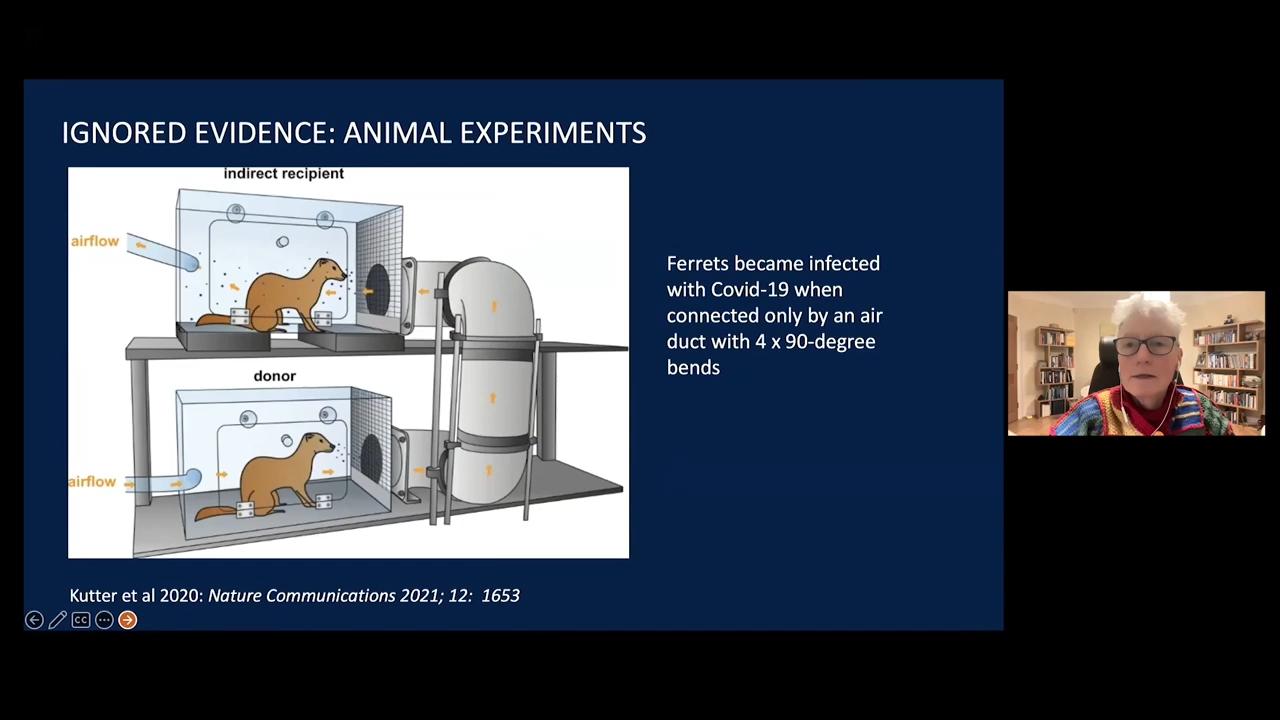 IGNORED EVIDENCE: ANIMAL EXPERIMENTS
indirect recipient
airflow
donor
airflow
Ferrets became infected
with Covid-19 when
connected only by an air
duct with 4 x 90-degree
bends
Kutter et al 2020: Nature Communications 2021; 12: 1653
CC